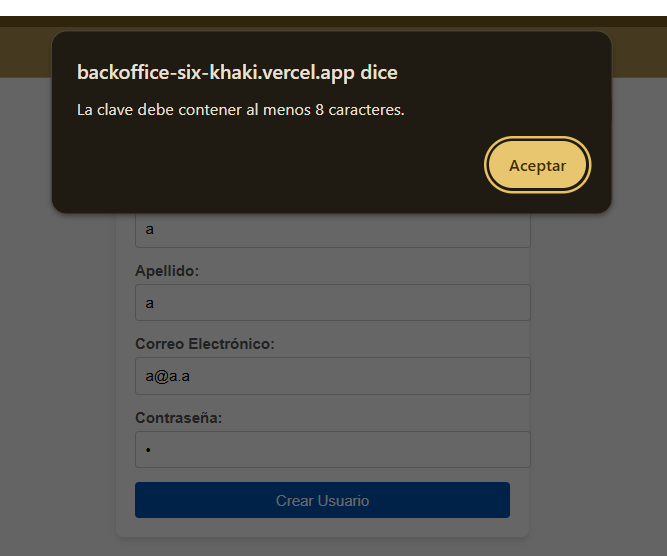 backoffice-six-khaki.vercel.app dice
La clave debe contener al menos 8 caracteres.
Aceptar
a
Apellido:
a
Correo Electrónico:
a@a.a
Contraseña:
•
Crear Usuario